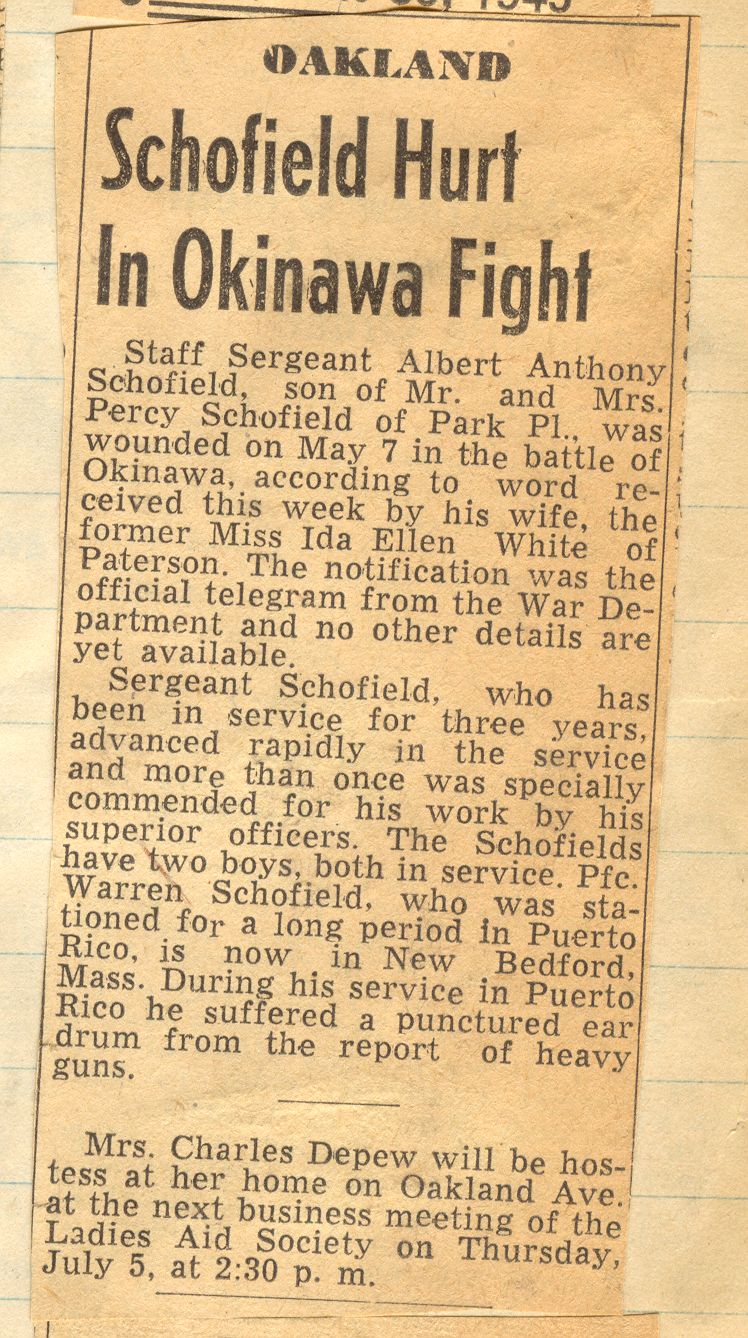 1945
OAKLAND
Schofield Hurt
In Okinawa Fight
Staff Sergeant Albert Anthony
Schofield, son of Mr. and Mrs.
Percy Schofield of Park Pl., was
wounded on May 7 in the battle of
Okinawa, according to word re-
ceived this week by his wife, the
former Miss Ida Ellen White of
Paterson. The notification was the
official telegram from the War De-
partment and no other details are
yet available.
Sergeant Schofield, who has
been in service for three years,
advanced rapidly in the service
and more than once was specially
commended for his work by his
superior officers. The Schofields
have two boys, both in service. Pfc.
Warren Schofield, who was sta-
tioned for a long period in Puerto
Rico, is now in New Bedford,
Mass. During his service in Puerto
Rico he suffered a punctured ear
drum from the report of heavy
guns.
Mrs. Charles Depew will be hos-
tess at her home on Oakland Ave.
at the next business meeting of the
Ladies Aid Society on Thursday,
July 5, at 2:30 p. m.